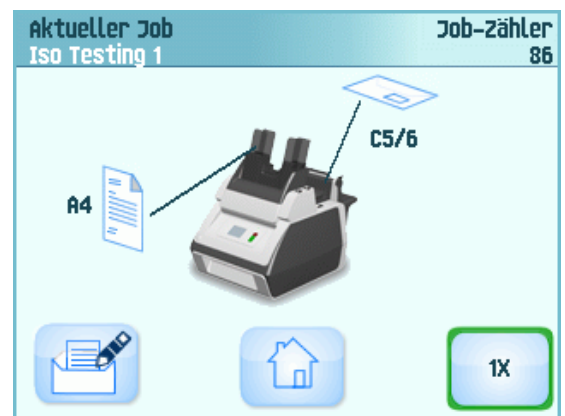 Aktueller Job
Job-Zähler
Iso Testing 1
86
C5/6
A4
1X